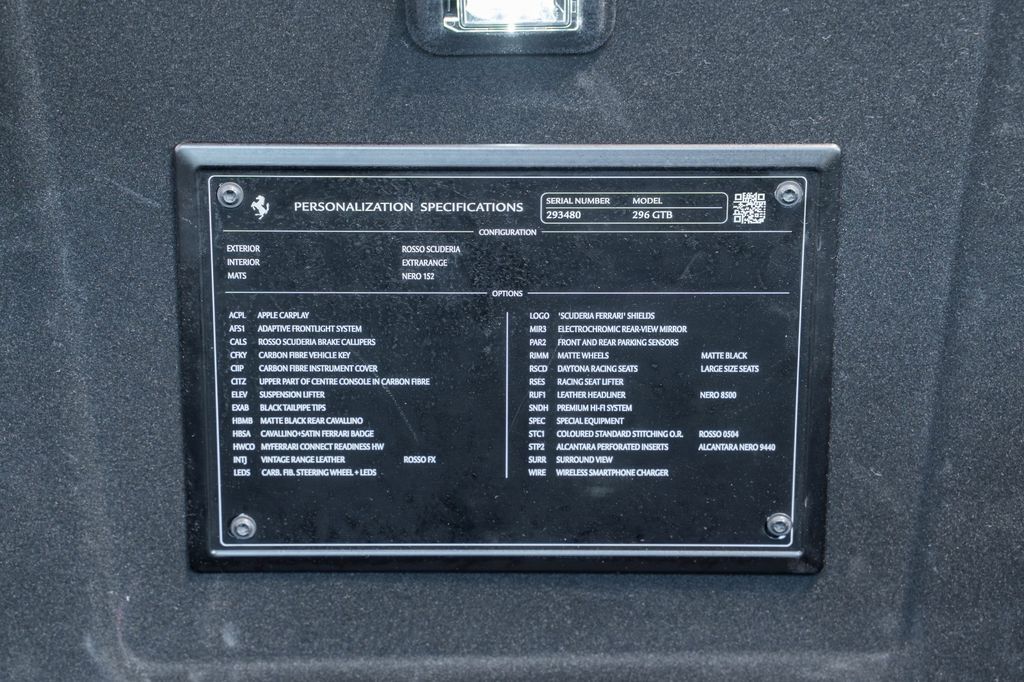 PERSONALIZATION SPECIFICATIONS
SERIAL NUMBER MODEL
293480 296 GTB
CONFIGURATION
EXTERIOR ROSSO SCUDERIA
INTERIOR EXTRARANGE
MATS NERO 152
OPTIONS
ACPL APPLE CARPLAY
AFS1 ADAPTIVE FRONTLIGHT SYSTEM
CALS ROSSO SCUDERIA BRAKE CALLIPERS
CFKY CARBON FIBRE VEHICLE KEY
CIIP CARBON FIBRE INSTRUMENT COVER
CITZ UPPER PART OF CENTRE CONSOLE IN CARBON FIBRE
ELEV SUSPENSION LIFTER
EXAB BLACK TAILPIPE TIPS
HBMB MATTE BLACK REAR CAVALLINO
HBSA CAVALLINO+SATIN FERRARI BADGE
HWCO MYFERRARI CONNECT READINESS HW
INTJ VINTAGE RANGE LEATHER ROSSO FX
LEDS CARB. FIB. STEERING WHEEL + LEDS
LOGO 'SCUDERIA FERRARI' SHIELDS
MIR3 ELECTROCHROMIC REAR-VIEW MIRROR
PAR2 FRONT AND REAR PARKING SENSORS
RIMM MATTE WHEELS MATTE BLACK
RSCD DAYTONA RACING SEATS LARGE SIZE SEATS
RSES RACING SEAT LIFTER
RUF1 LEATHER HEADLINER NERO 8500
SNDH PREMIUM HI-FI SYSTEM
SPEC SPECIAL EQUIPMENT
STC1 COLOURED STANDARD STITCHING O.R. ROSSO 0504
STP2 ALCANTARA PERFORATED INSERTS ALCANTARA NERO 9440
SURR SURROUND VIEW
WIRE WIRELESS SMARTPHONE CHARGER